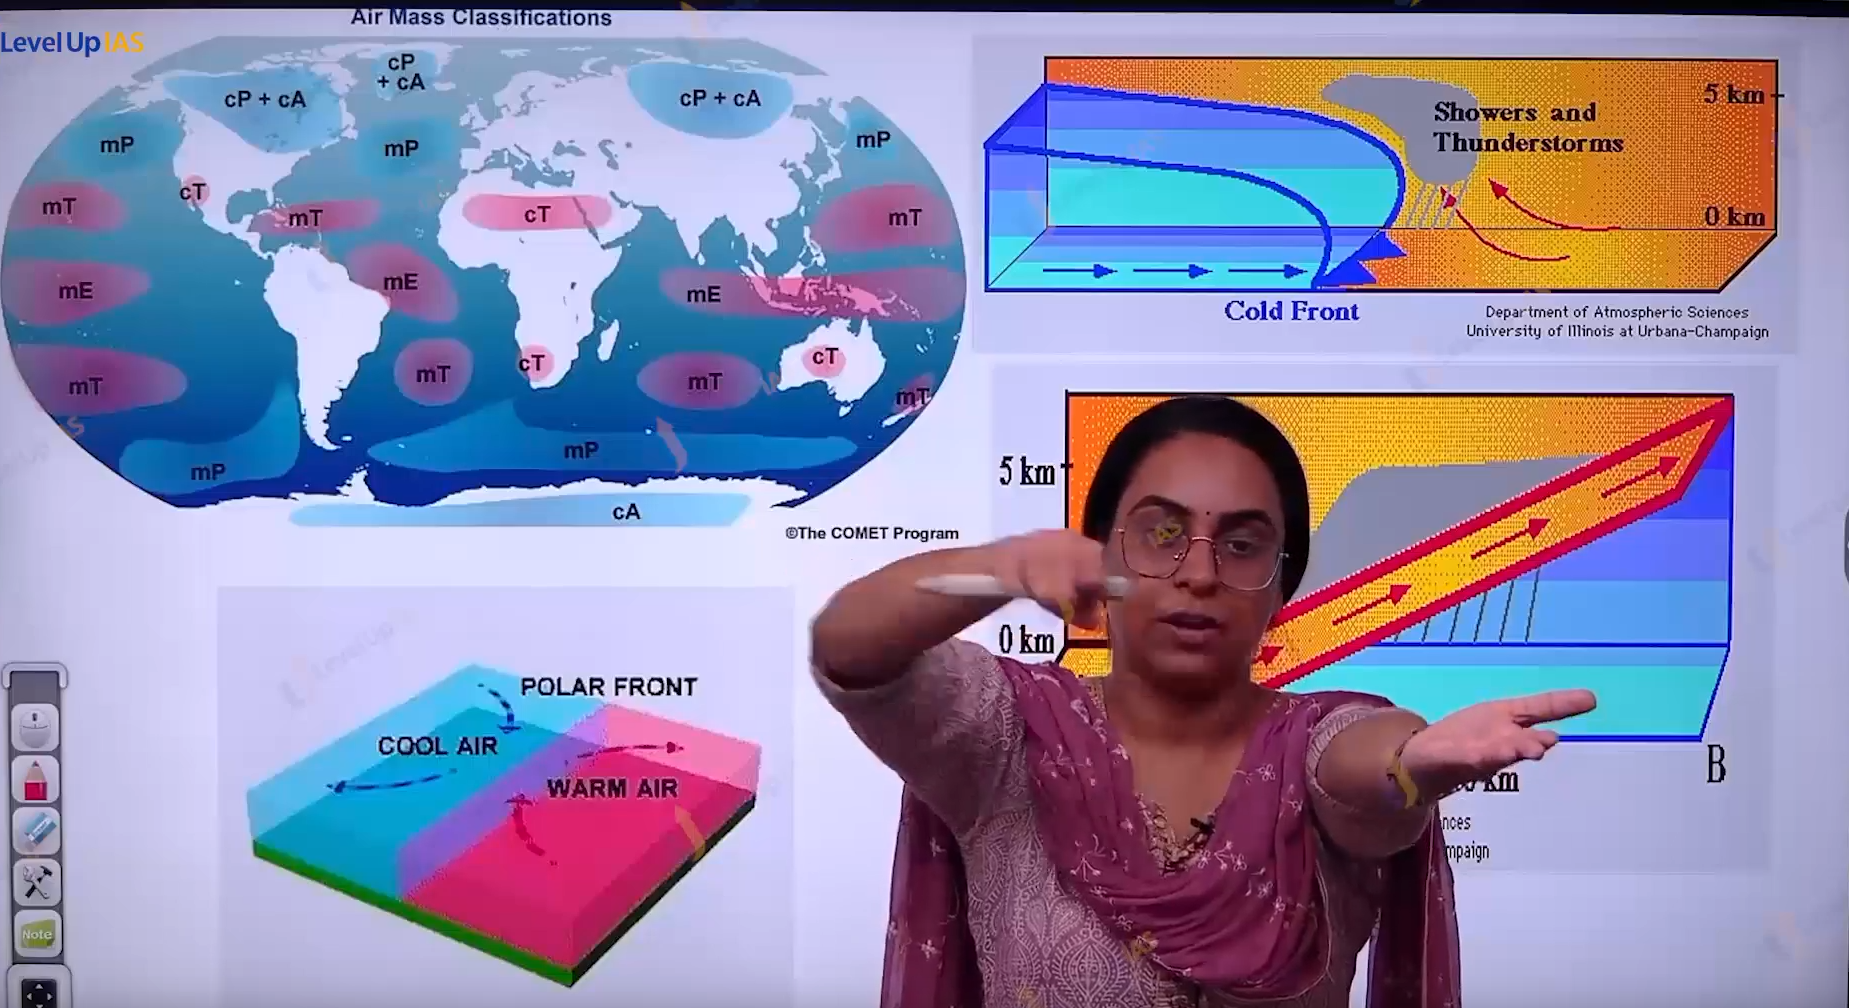 Air Mass Classifications
LevelUp IAS
cP
+ cA
cP + cA
cP + cA
mP
mP
mP
cT
mT
mT
cT
mT
mE
mE
mE
mT
mT
cT
mT
cT
mT
mP
mP
cA
©The COMET Program
Showers and
Thunderstorms
5 km
0 km
Cold Front
Department of Atmospheric Sciences
University of Illinois at Urbana-Champaign
5 km
0 km
B
km
POLAR FRONT
COOL AIR
WARM AIR
Note